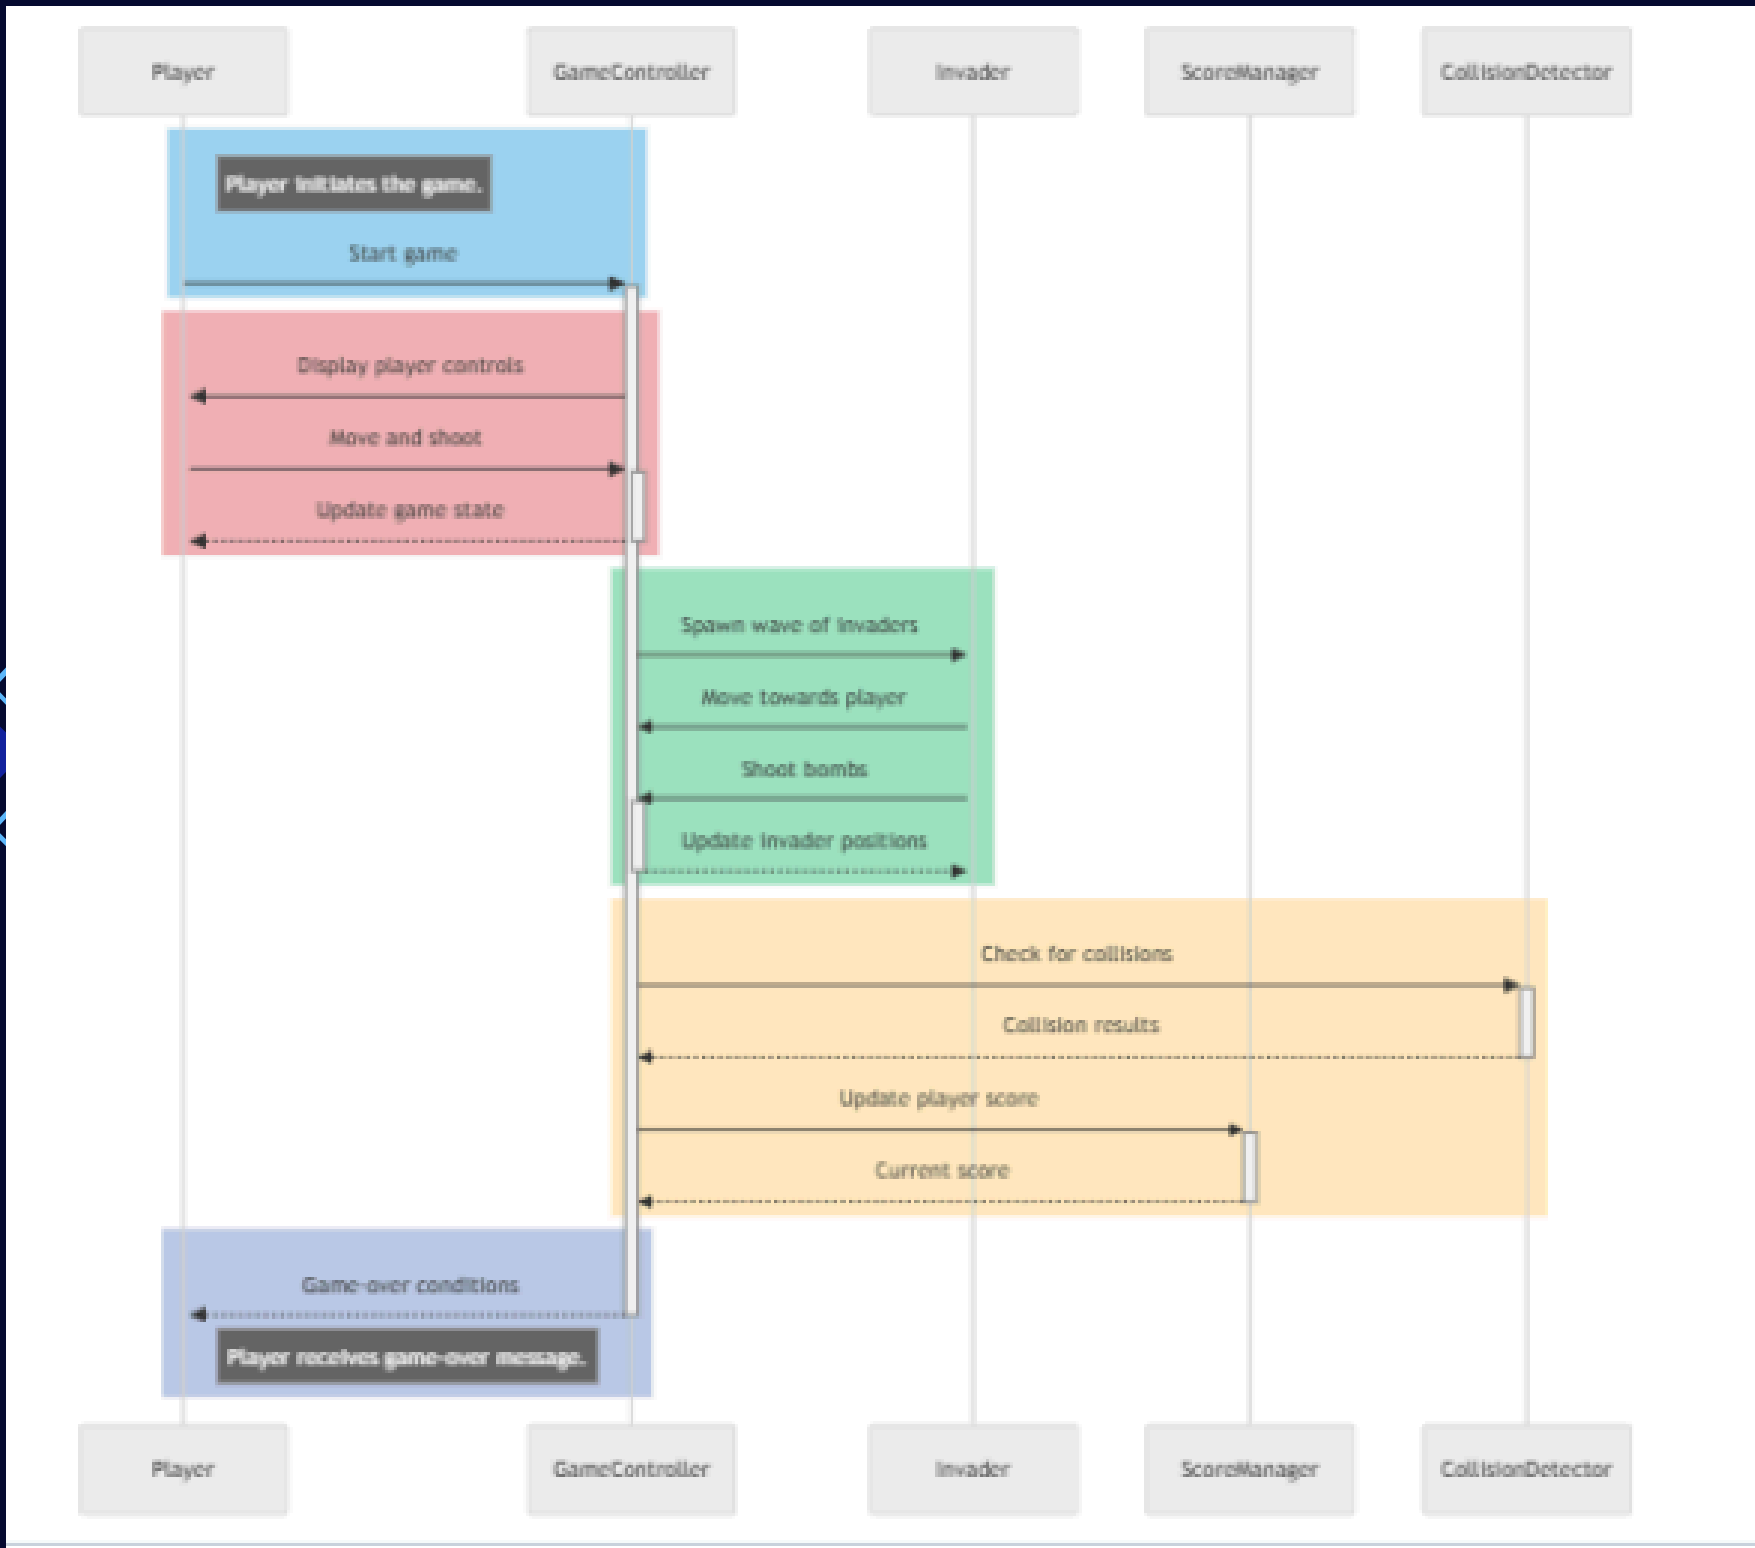 Player
GameController
Invader
ScoreManager
CollisionDetector
Player initiates the game.
Start game
Display player controls
Move and shoot
Update game state
Spawn wave of invaders
Move towards player
Shoot bombs
Update invader positions
Check for collisions
Collision results
Update player score
Current score
Game-over conditions
Player receives game-over message.
Player
GameController
Invader
ScoreManager
CollisionDetector